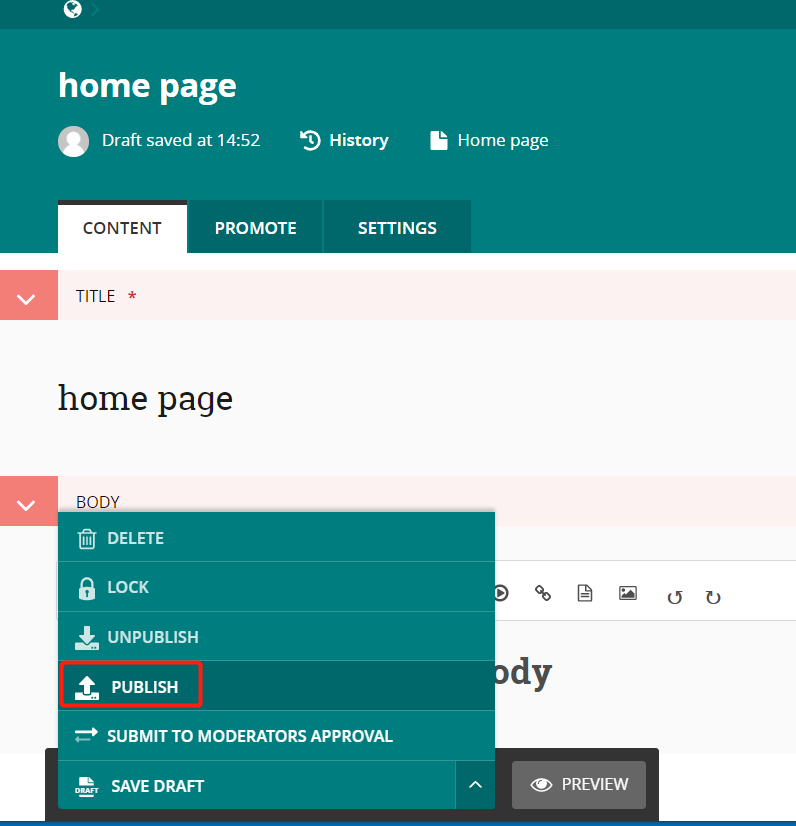 home page
Draft saved at 14:52 History Home page
CONTENT PROMOTE SETTINGS
TITLE *
home page
BODY
DELETE
LOCK
UNPUBLISH
ody
PUBLISH
SUBMIT TO MODERATORS APPROVAL
DRAFT SAVE DRAFT PREVIEW